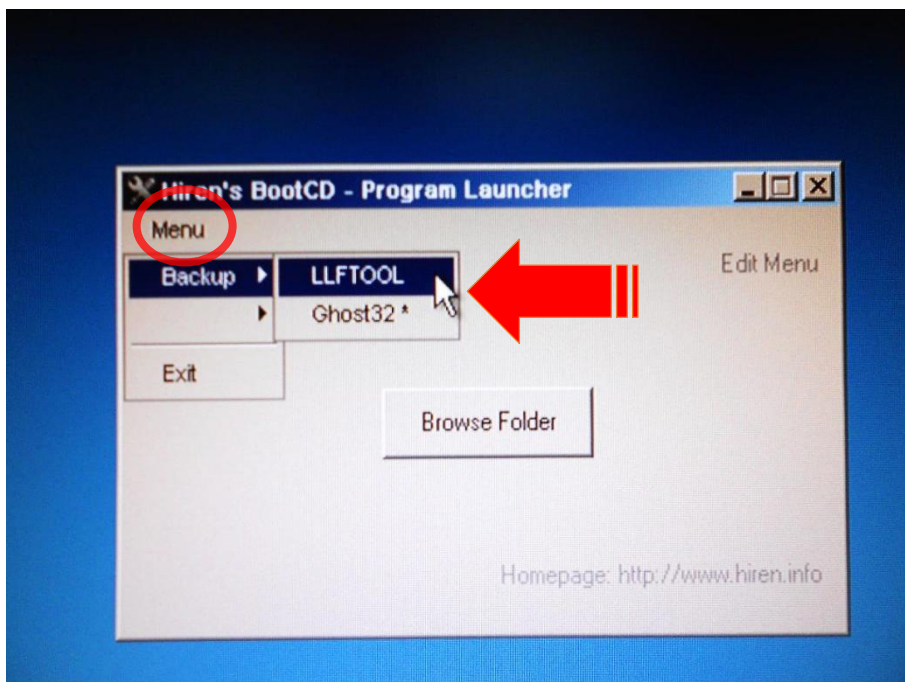 Hiren's BootCD - Program Launcher
Menu
Edit Menu
Backup
LLFTOOL
Ghost32 *
Exit
Browse Folder
Homepage: http://www.hiren.info